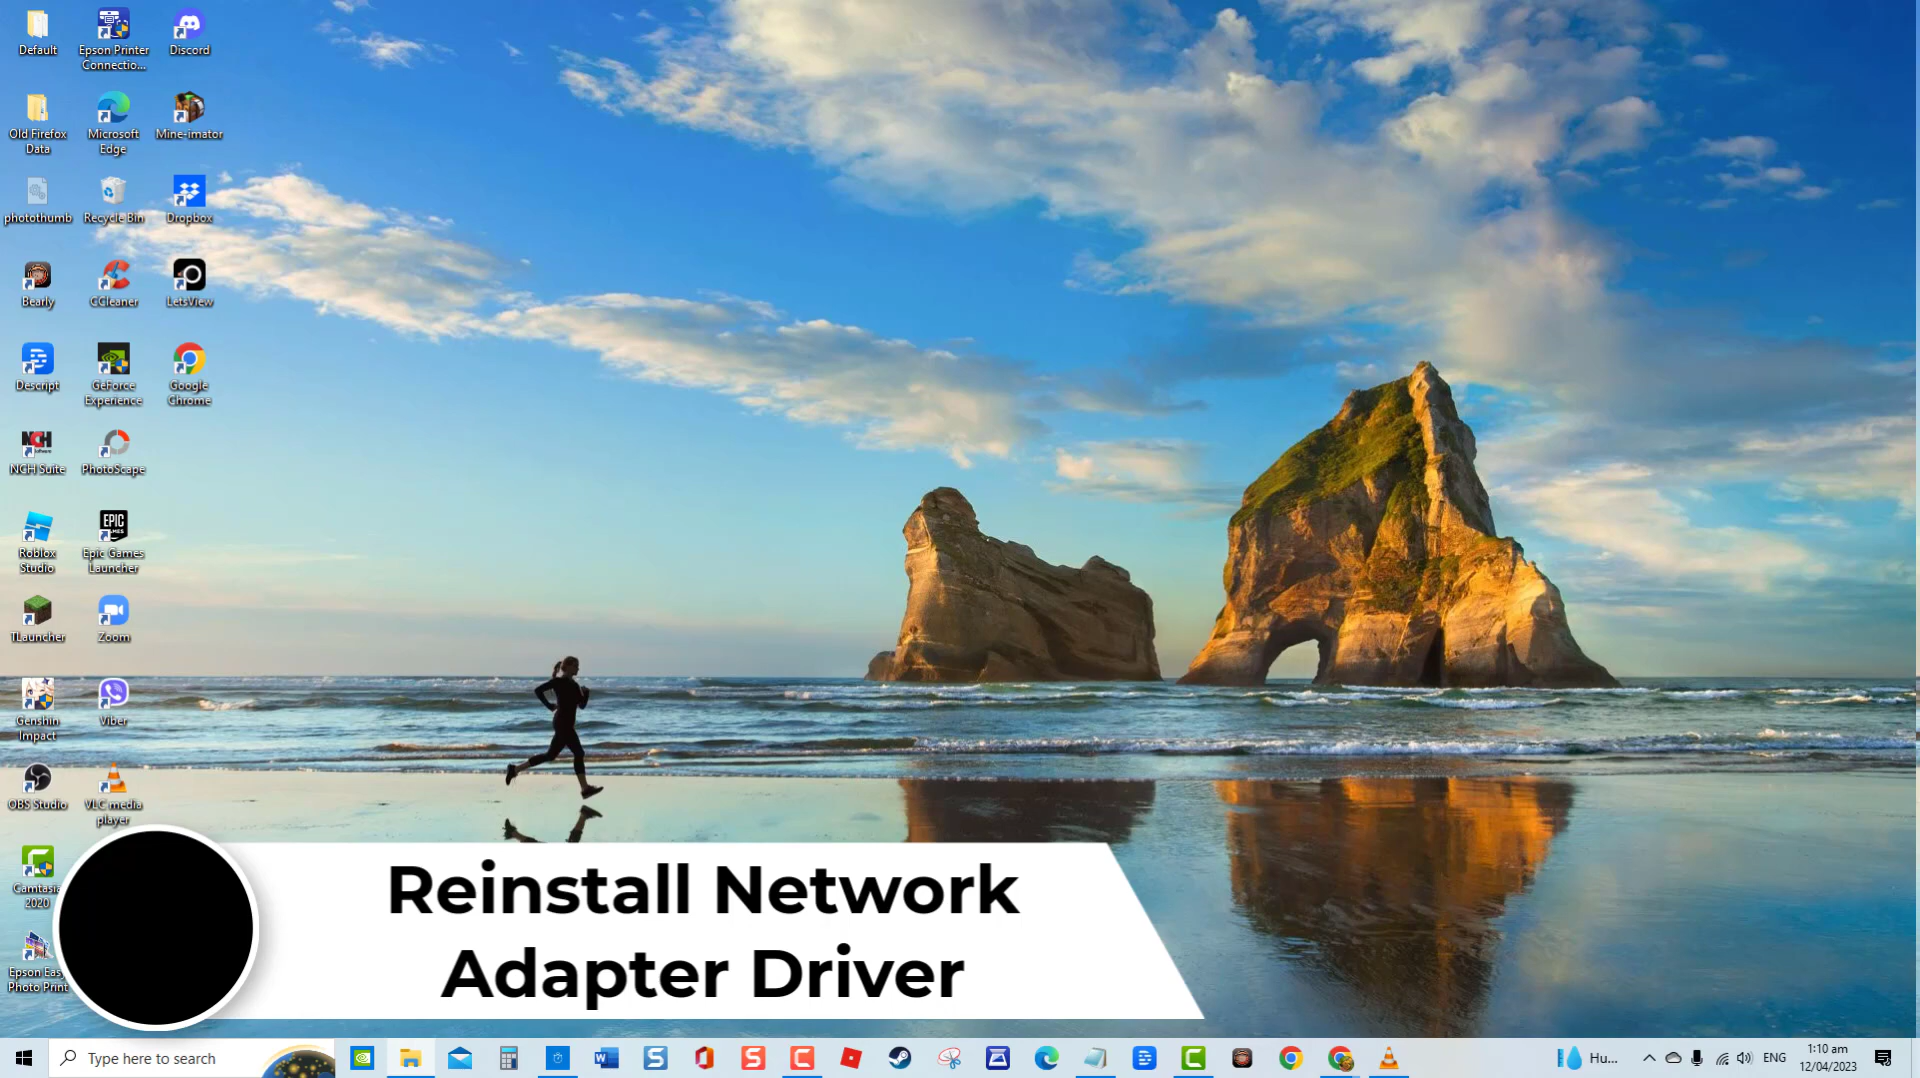 Default
Epson Printer
Connectio...
Discord
Old Firefox
Data
Microsoft
Edge
Mine-imator
photothumb
Recycle Bin
Dropbox
Bearly
CCleaner
LetsView
Descript
GeForce
Experience
Google
Chrome
NCH
NCH Suite
PhotoScape
Roblox
Studio
EPIC
GAMES
Epic Games
Launcher
TLauncher
Zoom
Genshin
Impact
Viber
OBS Studio
VLC media
player
Camtasia
2020
Epson Easy
Photo Print
Reinstall Network
Adapter Driver
Type here to search
Hu...
ENG
1:10 am
12/04/2023